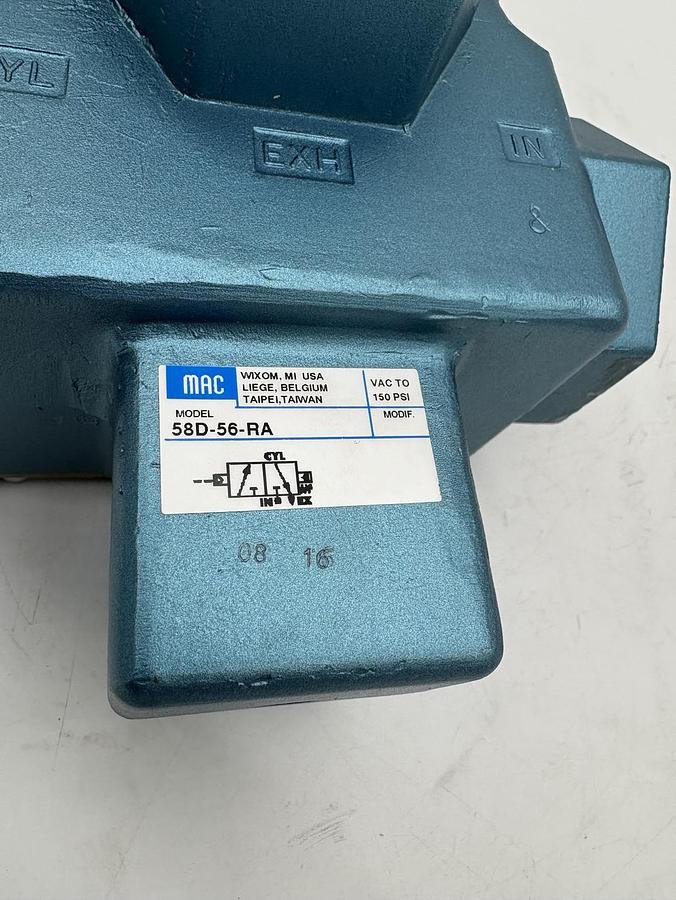 YL
EXH
IN
&
MAC
WIXOM, MI USA
LIEGE, BELGIUM
TAIPEI,TAIWAN
VAC TO
150 PSI
MODEL
58D-56-RA
MODIF.
CYL
IN
EX
08 16